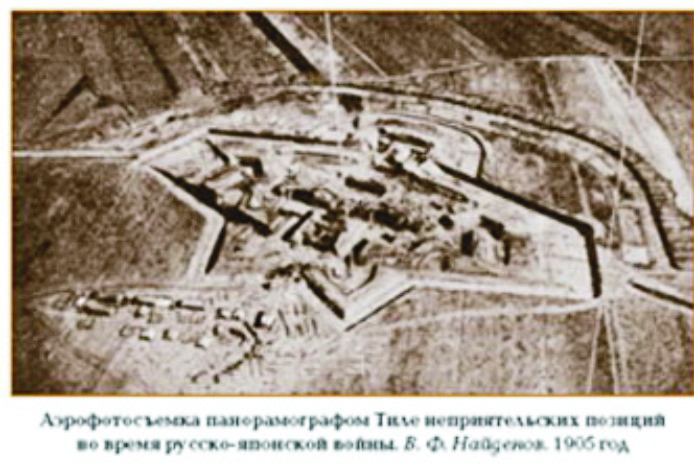 Аэрофотосъемка панорамографом Тиле неприятельских позиций
во время русско-японской войны. В. Ф. Найденов. 1905 год